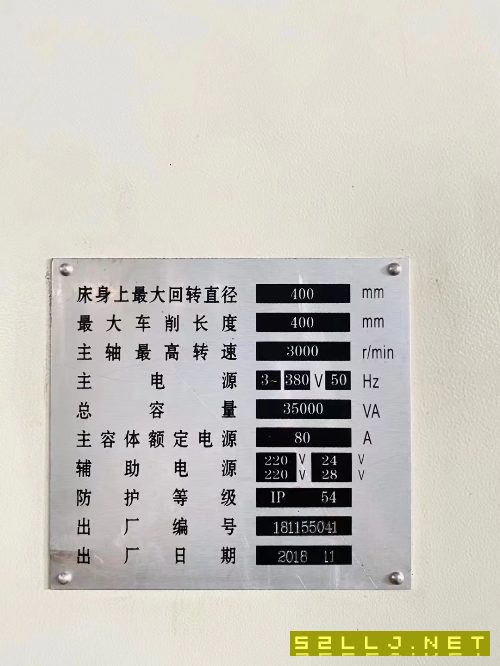 床身上最大回转直径 400 mm
最大车削长度 400 mm
主轴最高转速 3000 r/min
主电源 3~ 380 V 50 Hz
总容量 35000 VA
主容体额定电源 80 A
辅助电源 220 V 24 V
220 V 28 V
防护等级 IP 54
出厂编号 181155041
出厂日期 2018 11
52LLJ.NET